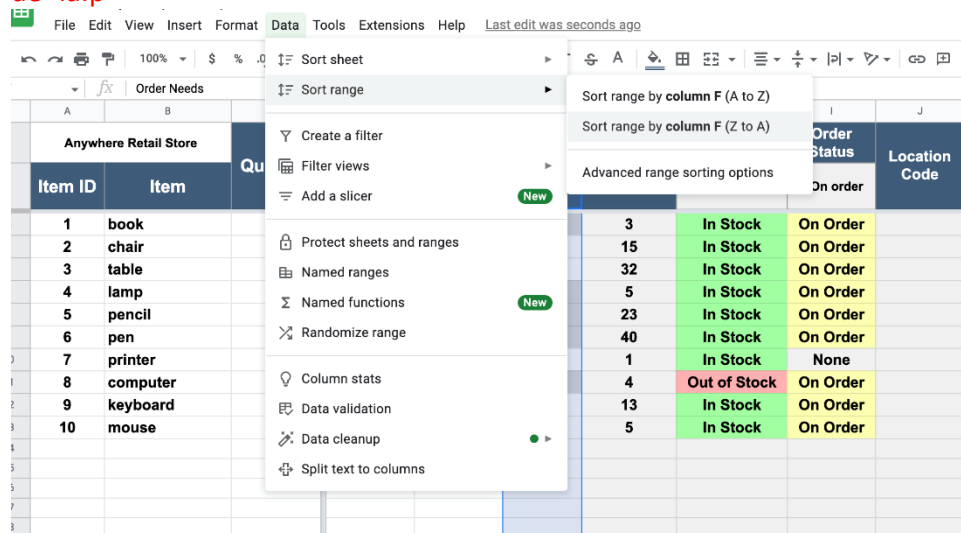 File Edit View Insert Format Data Tools Extensions Help Last edit was seconds ago
100% $ % .0 A
fx Order Needs
Sort sheet
Sort range
Create a filter
Filter views
Add a slicer New
Protect sheets and ranges
Named ranges
Named functions New
Randomize range
Column stats
Data validation
Data cleanup
Split text to columns
Sort range by column F (A to Z)
Sort range by column F (Z to A)
Advanced range sorting options
A B I J
Anywhere Retail Store Qu Order Status Location Code
Item ID Item On order
1 book 3 In Stock On Order
2 chair 15 In Stock On Order
3 table 32 In Stock On Order
4 lamp 5 In Stock On Order
5 pencil 23 In Stock On Order
6 pen 40 In Stock On Order
7 printer 1 In Stock None
8 computer 4 Out of Stock On Order
9 keyboard 13 In Stock On Order
10 mouse 5 In Stock On Order